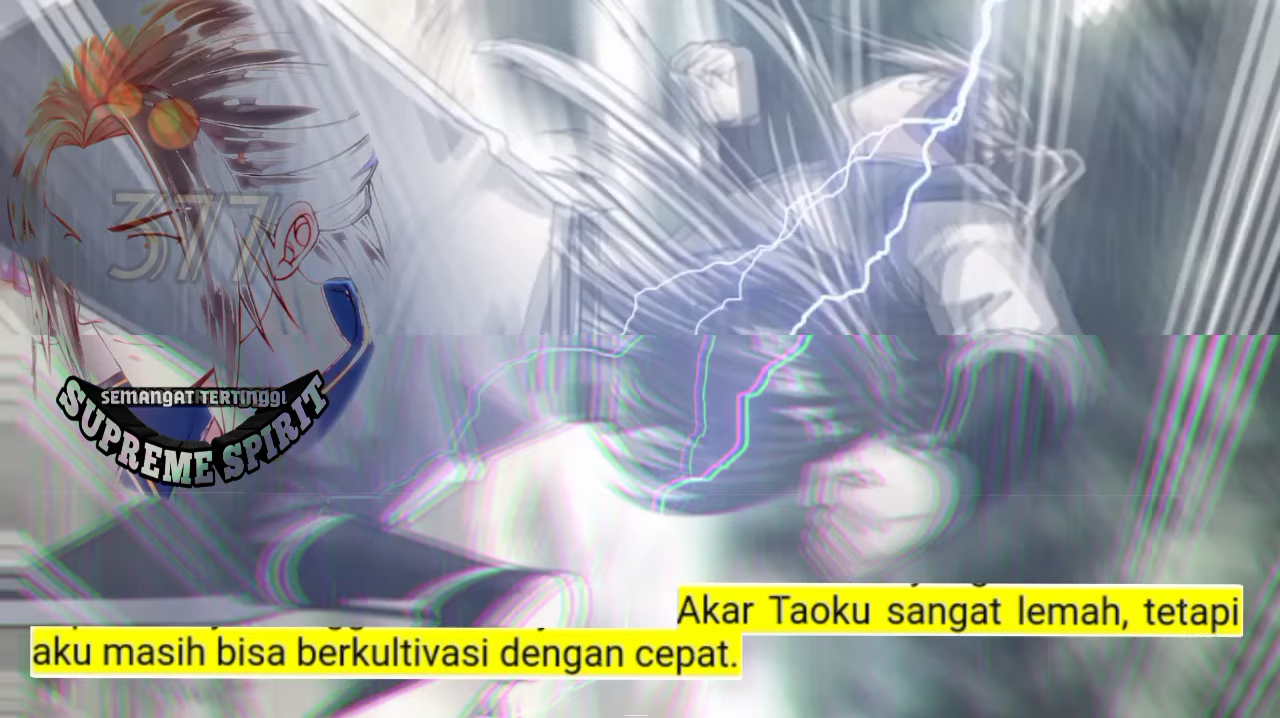 377
SEMANGAT TERTINGGI
SUPREME SPIRIT
Akar Taoku sangat lemah, tetapi
aku masih bisa berkultivasi dengan cepat.